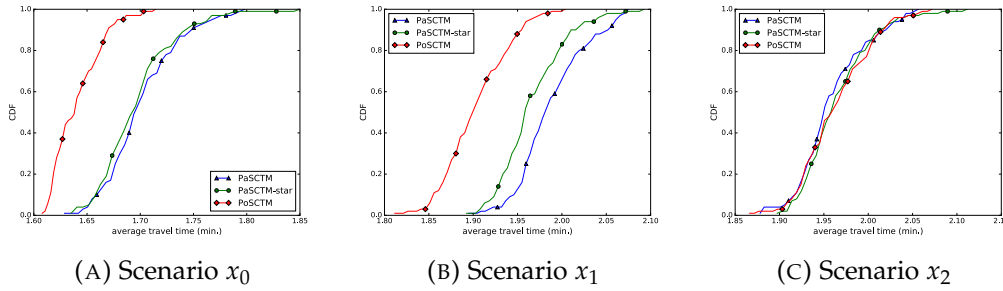 1.0
0.8
0.6
0.4
0.2
0.0
CDF
1.60 1.65 1.70 1.75 1.80 1.85
average travel time (min.)
PaSCTM
PaSCTM-star
PoSCTM
(A) Scenario x₀
1.0
0.8
0.6
0.4
0.2
0.0
CDF
1.80 1.85 1.90 1.95 2.00 2.05 2.10
average travel time (min.)
PaSCTM
PaSCTM-star
PoSCTM
(B) Scenario x₁
1.0
0.8
0.6
0.4
0.2
0.0
CDF
1.85 1.90 1.95 2.00 2.05 2.10 2.1
average travel time (min.)
PaSCTM
PaSCTM-star
PoSCTM
(C) Scenario x₂